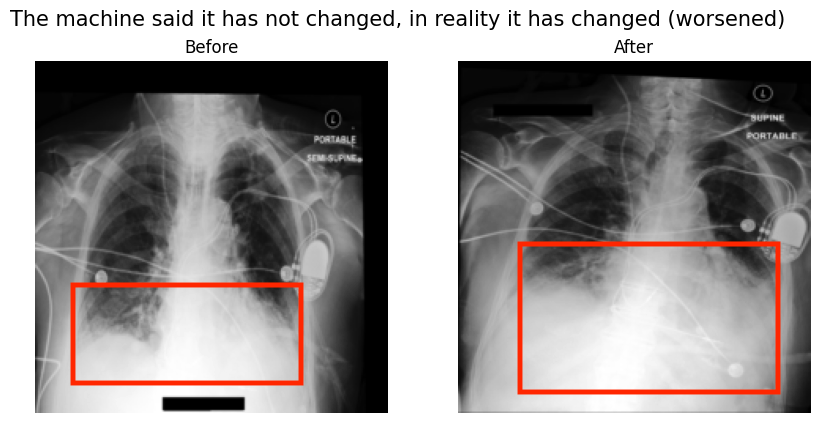 The machine said it has not changed, in reality it has changed (worsened)
Before
After
L
PORTABLE
SEMI-SUPINE
L
SUPINE
PORTABLE